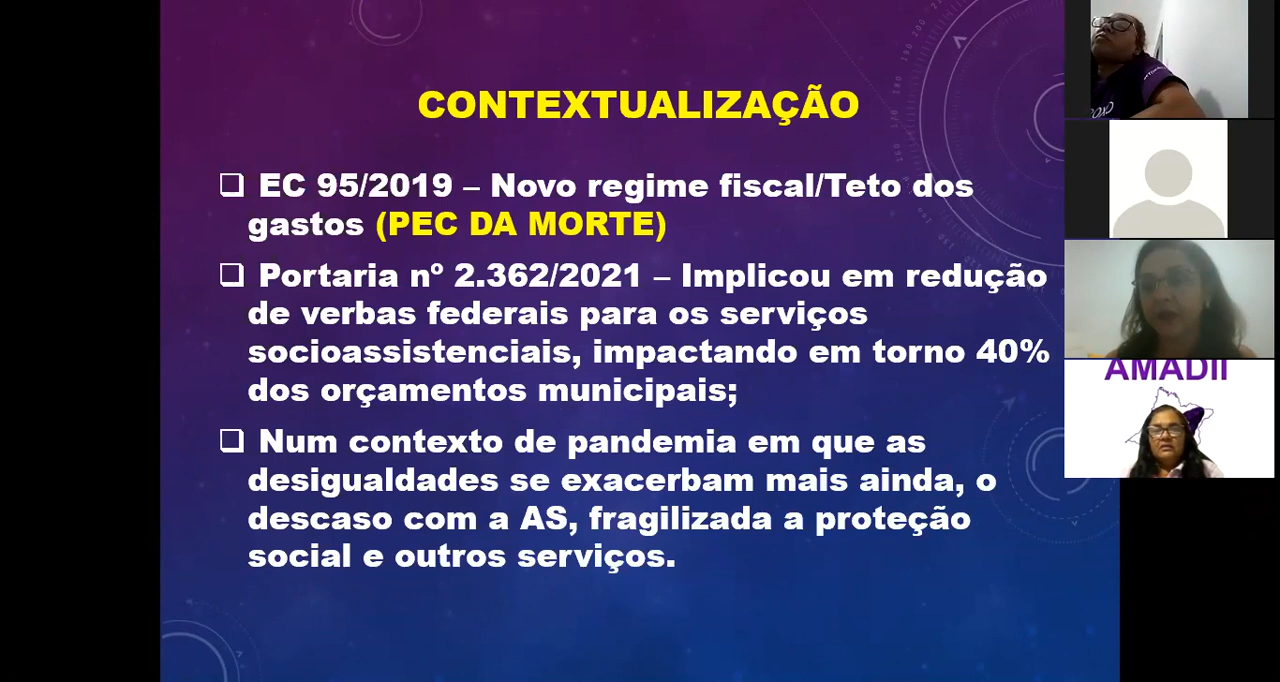 CONTEXTUALIZAÇÃO
❑ EC 95/2019 – Novo regime fiscal/Teto dos
gastos (PEC DA MORTE)
❑ Portaria nº 2.362/2021 – Implicou em redução
de verbas federais para os serviços
socioassistenciais, impactando em torno 40%
dos orçamentos municipais;
❑ Num contexto de pandemia em que as
desigualdades se exacerbam mais ainda, o
descaso com a AS, fragilizada a proteção
social e outros serviços.
AMADII